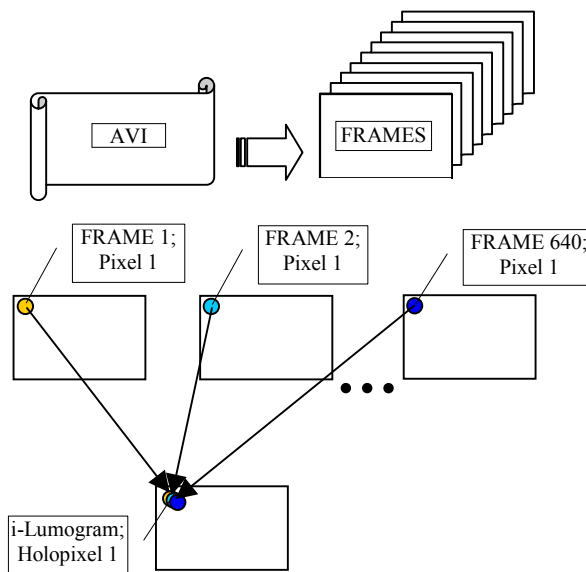 AVI
FRAMES
FRAME 1;
Pixel 1
FRAME 2;
Pixel 1
FRAME 640;
Pixel 1
i-Lumogram;
Holopixel 1